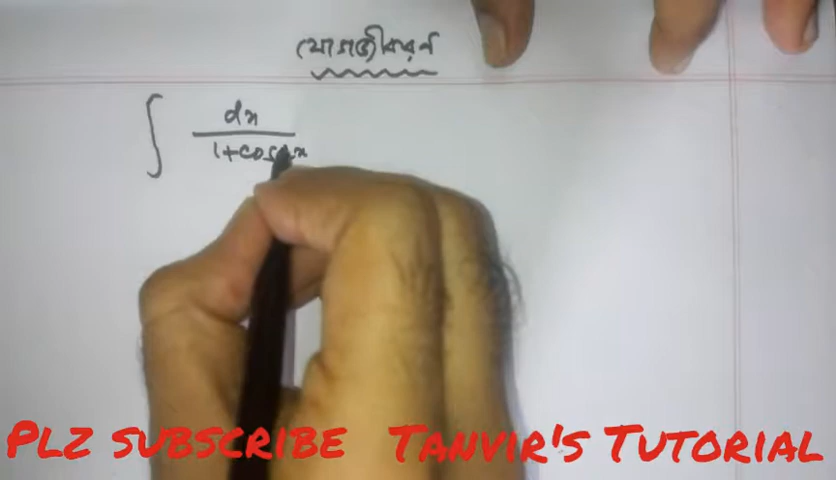 যোগজীকরণ
∫ dx
1+cos x
Plz subscribe Tanvir's Tutorial